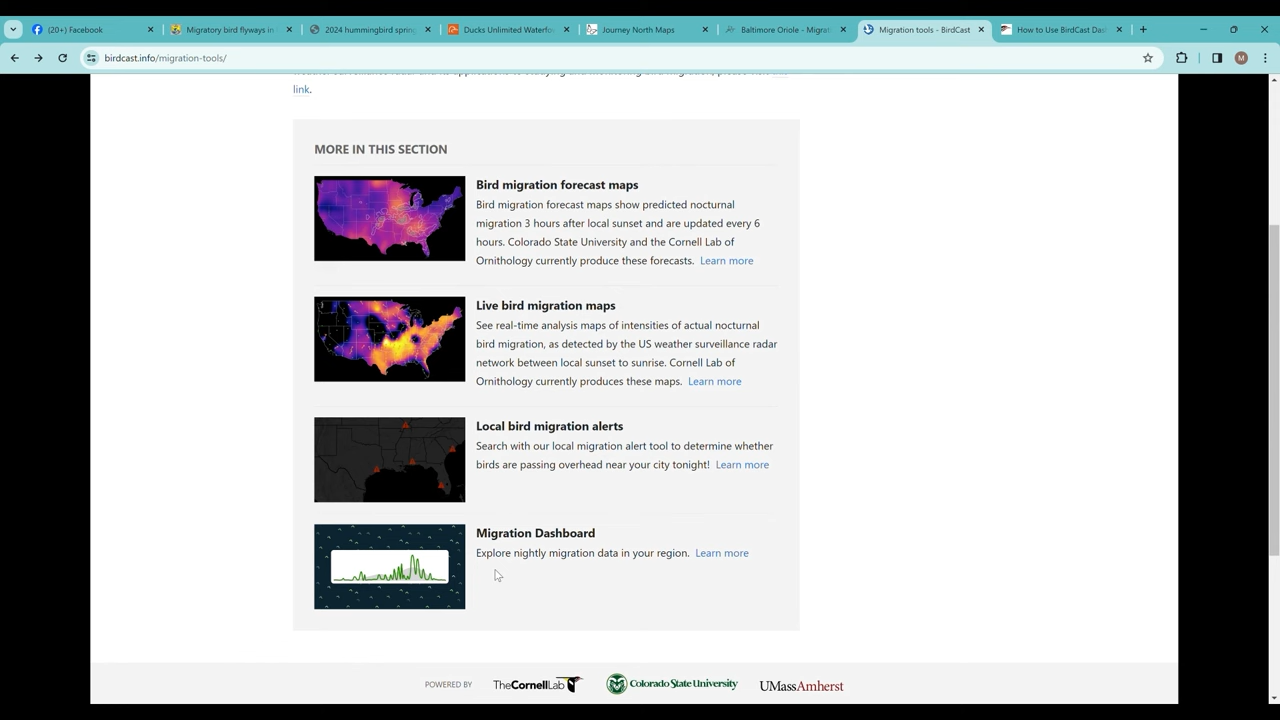 (20+) Facebook
Migratory bird flyways in
2024 hummingbird spring
Ducks Unlimited Waterfo
Journey North Maps
Baltimore Oriole - Migrat
Migration tools - BirdCast
How to Use BirdCast Das
birdcast.info/migration-tools/
M
link.
MORE IN THIS SECTION
Bird migration forecast maps
Bird migration forecast maps show predicted nocturnal
migration 3 hours after local sunset and are updated every 6
hours. Colorado State University and the Cornell Lab of
Ornithology currently produce these forecasts. Learn more
Live bird migration maps
See real-time analysis maps of intensities of actual nocturnal
bird migration, as detected by the US weather surveillance radar
network between local sunset to sunrise. Cornell Lab of
Ornithology currently produces these maps. Learn more
Local bird migration alerts
Search with our local migration alert tool to determine whether
birds are passing overhead near your city tonight! Learn more
Migration Dashboard
Explore nightly migration data in your region. Learn more
POWERED BY
TheCornellLab
Colorado State University
UMassAmherst